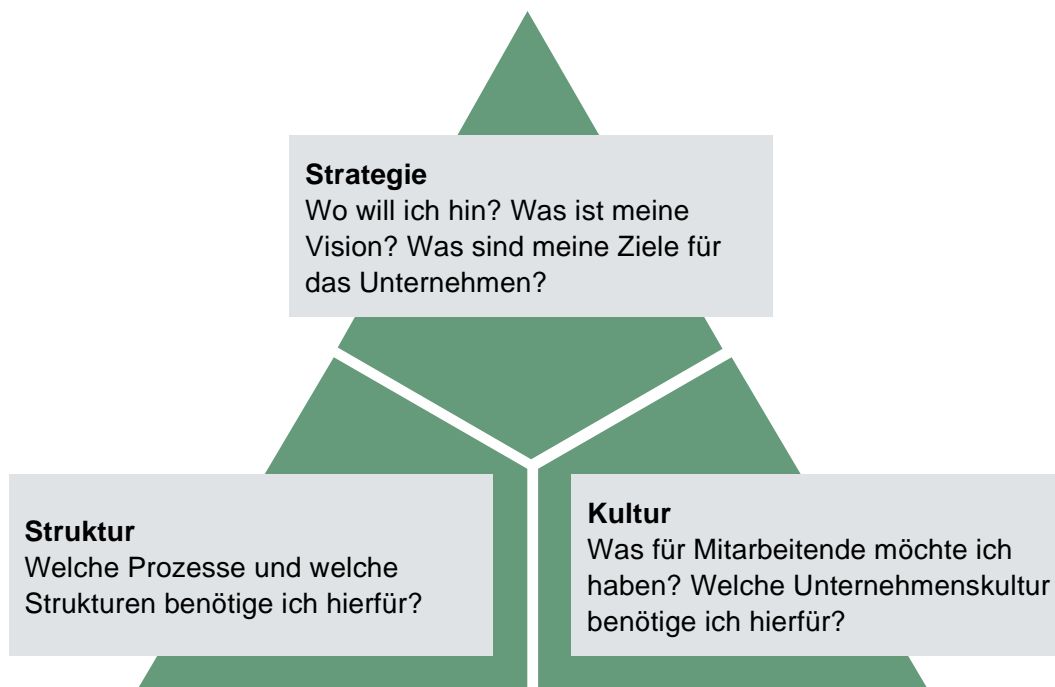 Strategie
Wo will ich hin? Was ist meine
Vision? Was sind meine Ziele für
das Unternehmen?
Struktur
Welche Prozesse und welche
Strukturen benötige ich hierfür?
Kultur
Was für Mitarbeitende möchte ich
haben? Welche Unternehmenskultur
benötige ich hierfür?